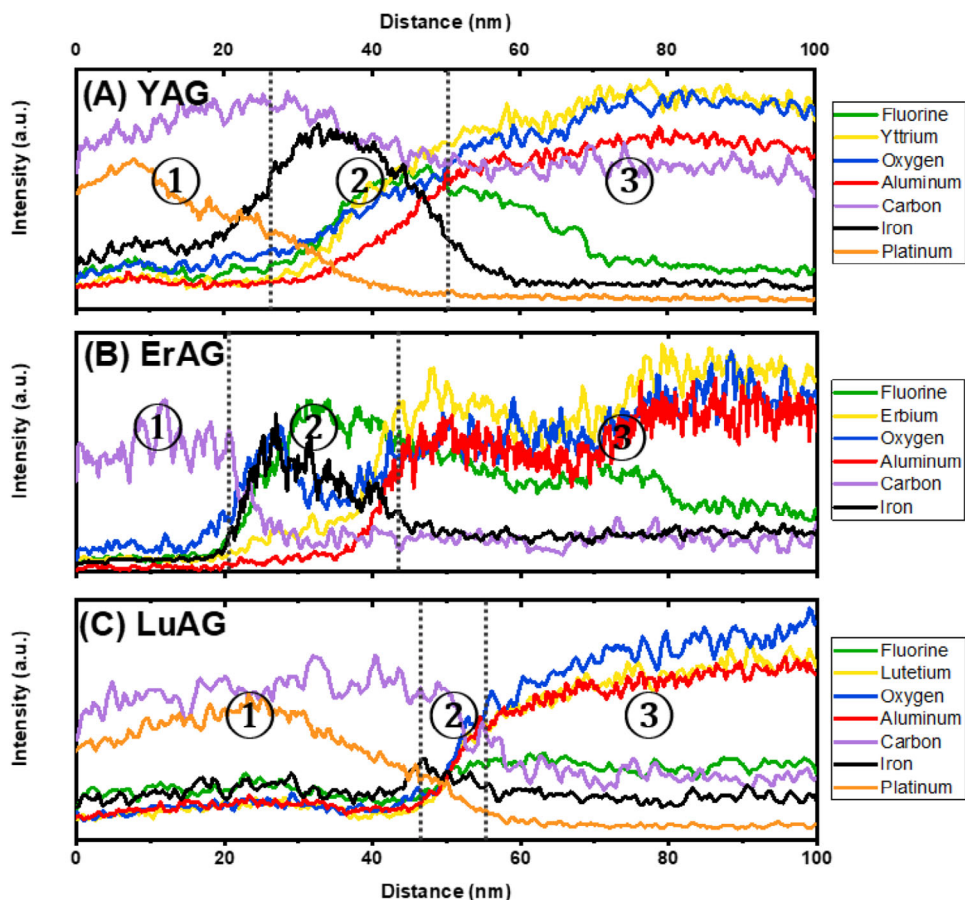 Distance (nm)
0 20 40 60 80 100
Intensity (a.u.)
(A) YAG
1
2
3
Fluorine
Yttrium
Oxygen
Aluminum
Carbon
Iron
Platinum
Intensity (a.u.)
(B) ErAG
1
2
3
Fluorine
Erbium
Oxygen
Aluminum
Carbon
Iron
Intensity (a.u.)
(C) LuAG
1
2
3
Fluorine
Lutetium
Oxygen
Aluminum
Carbon
Iron
Platinum
0 20 40 60 80 100
Distance (nm)